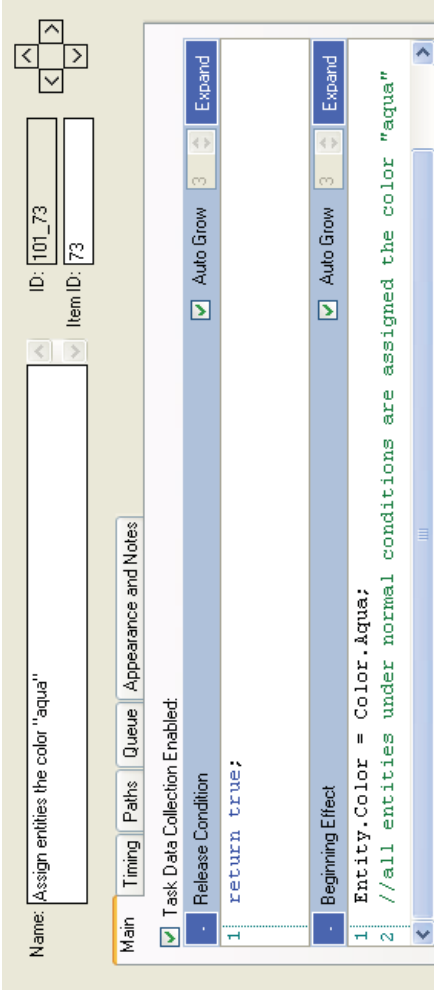 Name: Assign entities the color "aqua" ID: 101_73
Item ID: 73
Main Timing Paths Queue Appearance and Notes
Task Data Collection Enabled:
- Release Condition Auto Grow 3 Expand
1 return true;
- Beginning Effect Auto Grow 3 Expand
1 Entity.Color = Color.Aqua;
2 //all entities under normal conditions are assigned the color "aqua"